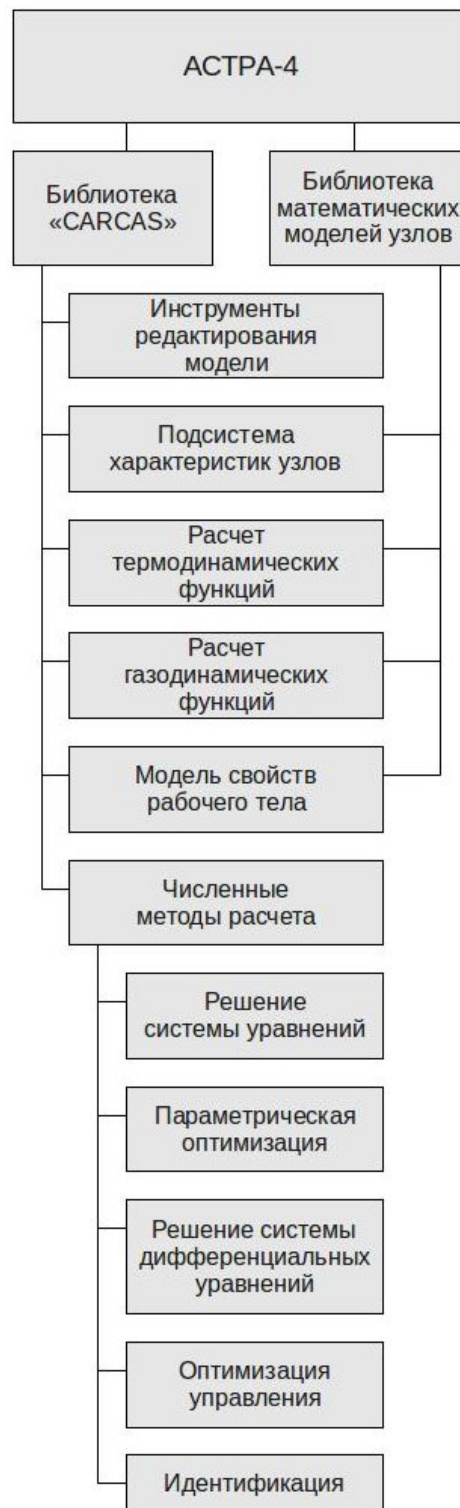 АСТРА-4
Библиотека
«CARCAS»
Библиотека
математических
моделей узлов
Инструменты
редактирования
модели
Подсистема
характеристик узлов
Расчет
термодинамических
функций
Расчет
газодинамических
функций
Модель свойств
рабочего тела
Численные
методы расчета
Решение
системы уравнений
Параметрическая
оптимизация
Решение системы
дифференциальных
уравнений
Оптимизация
управления
Идентификация